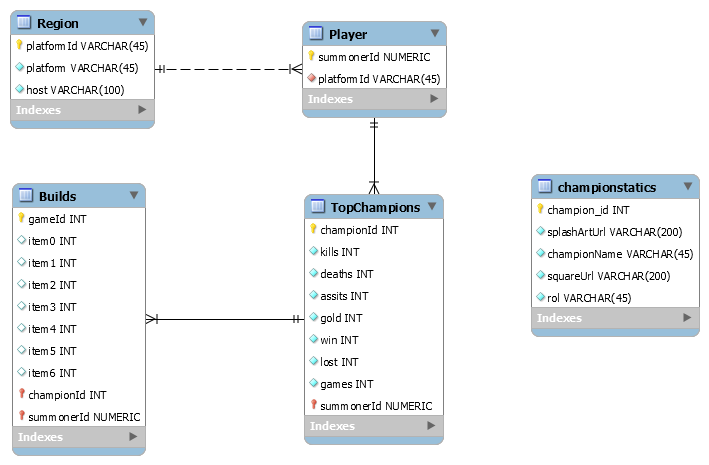 Region
platformId VARCHAR(45)
platform VARCHAR(45)
host VARCHAR(100)
Indexes
Player
summonerId NUMERIC
platformId VARCHAR(45)
Indexes
Builds
gameId INT
item0 INT
item1 INT
item2 INT
item3 INT
item4 INT
item5 INT
item6 INT
championId INT
summonerId NUMERIC
Indexes
TopChampions
championId INT
kills INT
deaths INT
assits INT
gold INT
win INT
lost INT
games INT
summonerId NUMERIC
Indexes
championstatics
champion_id INT
splashArtUrl VARCHAR(200)
championName VARCHAR(45)
squareUrl VARCHAR(200)
rol VARCHAR(45)
Indexes